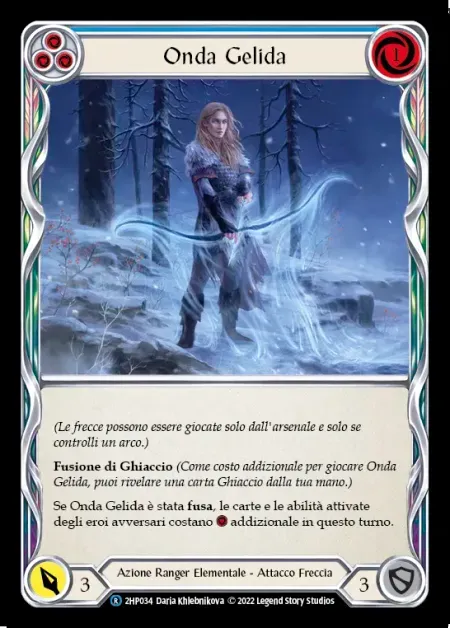 Onda Gelida
1
(Le frecce possono essere giocate solo dall'arsenale e solo se
controlli un arco.)
Fusione di Ghiaccio (Come costo addizionale per giocare Onda
Gelida, puoi rivelare una carta Ghiaccio dalla tua mano.)
Se Onda Gelida è stata fusa, le carte e le abilità attivate
degli eroi avversari costano addizionale in questo turno.
3
Azione Ranger Elementale - Attacco Freccia
3
R 2HP034 Daria Khlebnikova © 2022 Legend Story Studios